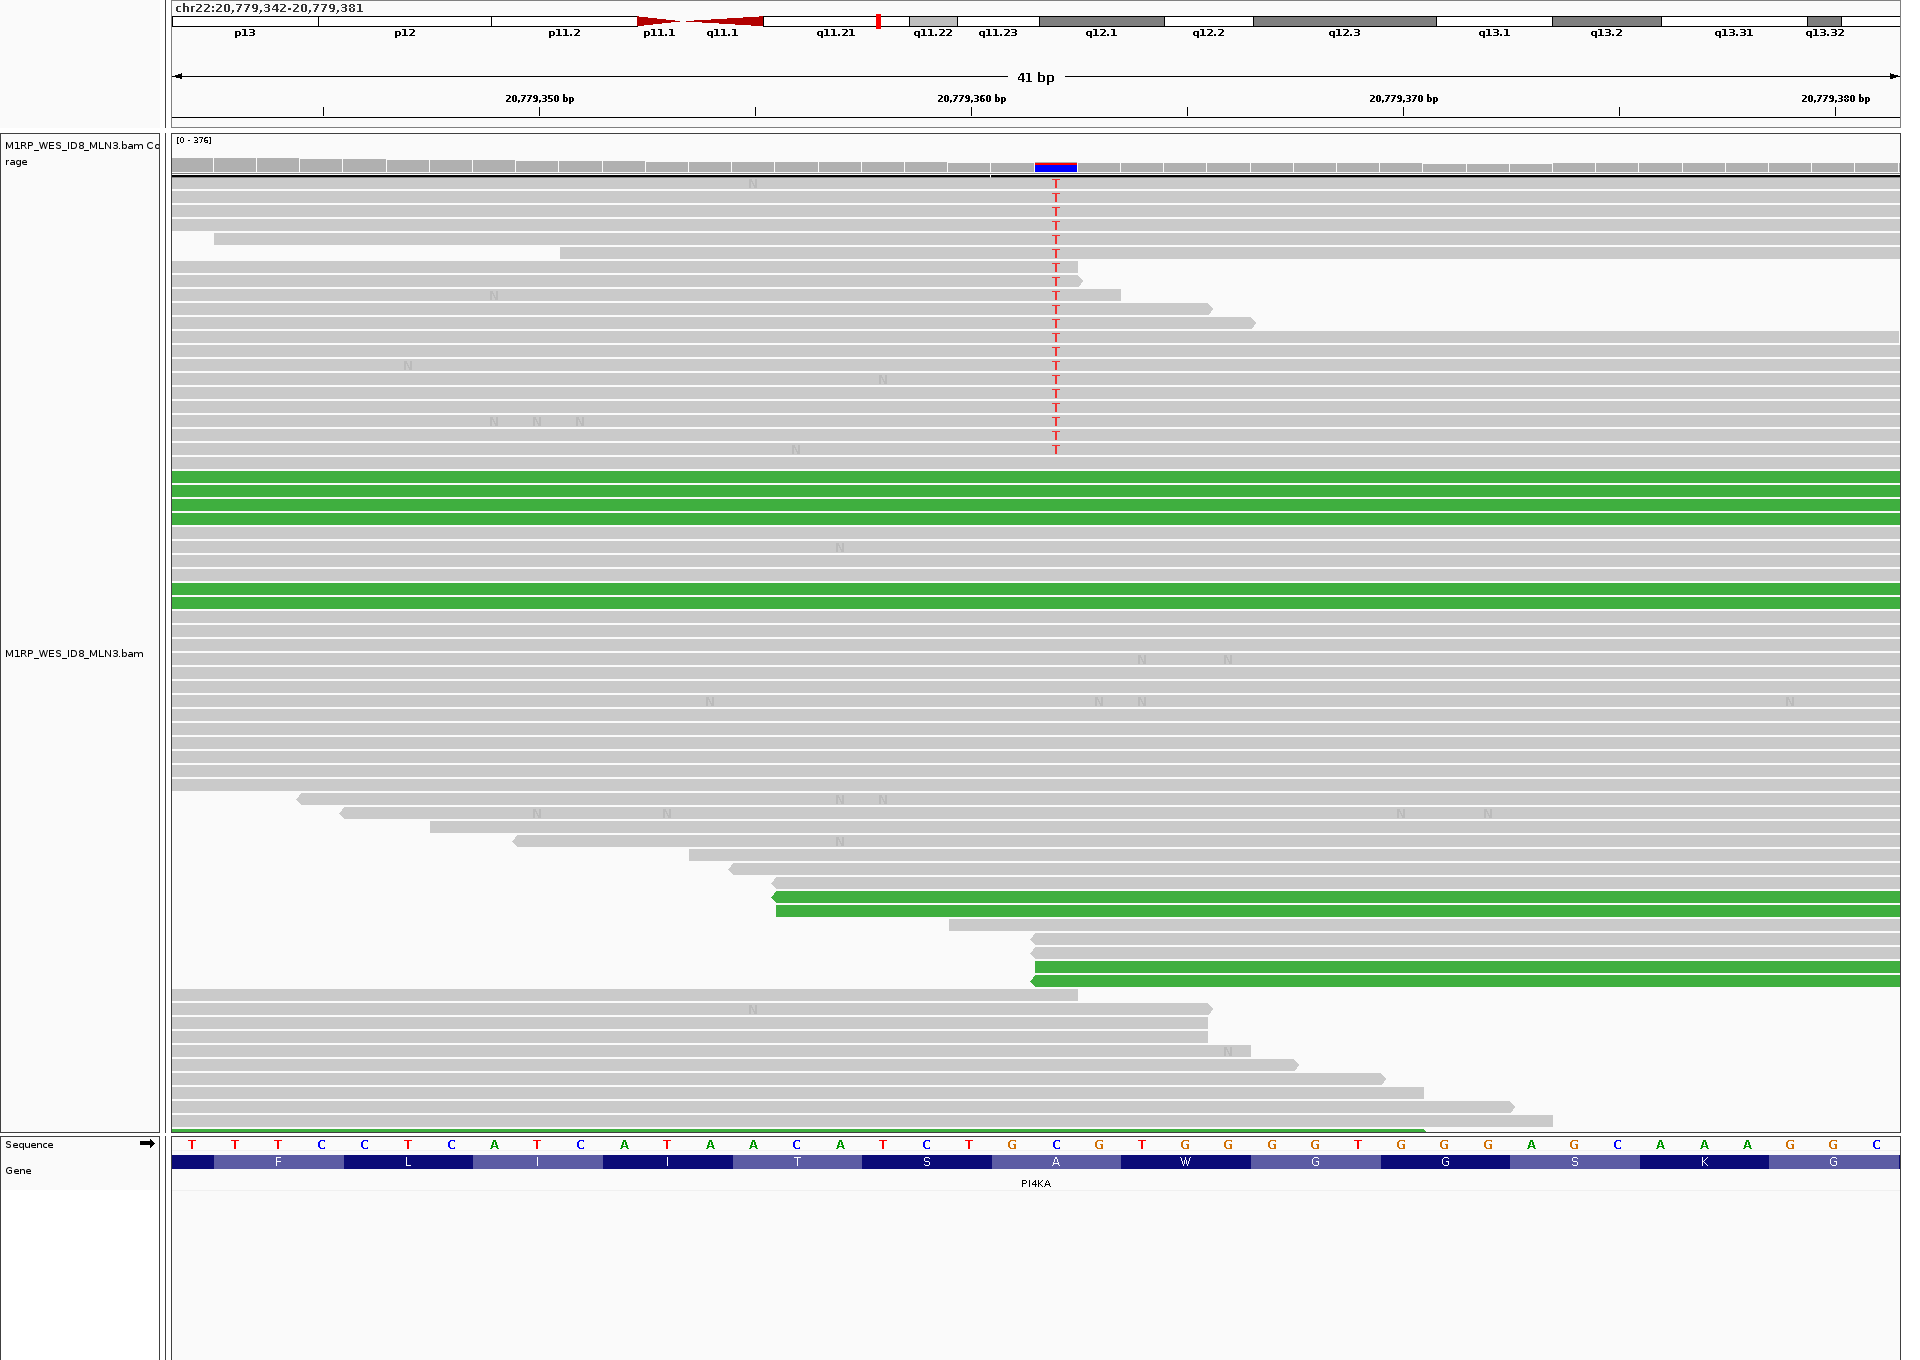 chr22:20,779,342-20,779,381
p13 p12 p11.2 p11.1 q11.1 q11.21 q11.22 q11.23 q12.1 q12.2 q12.3 q13.1 q13.2 q13.31 q13.32
41 bp
20,779,350 bp 20,779,360 bp 20,779,370 bp 20,779,380 bp
M1RP_WES_ID8_MLN3.bam Co
rage
[0 - 376]
N T
T
T
T
T
T
T
T
N T
T
T
T
T
N T
N T
T
T
N N N T
T
N T
N
M1RP_WES_ID8_MLN3.bam
N N
N N N N
N N
N N N N
N
N
N
Sequence T T T C C T C A T C A T A A C A T C T G C G T G G G G T G G G A G C A A A G G C
Gene F L I I T S A W G G S K G
PI4KA